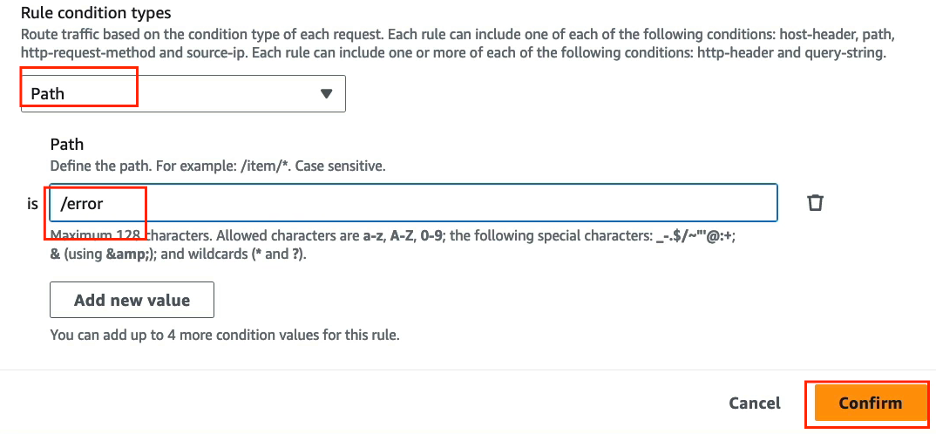 Rule condition types
Route traffic based on the condition type of each request. Each rule can include one of each of the following conditions: host-header, path,
http-request-method and source-ip. Each rule can include one or more of each of the following conditions: http-header and query-string.
Path
Path
Define the path. For example: /item/*. Case sensitive.
is /error
Maximum 128 characters. Allowed characters are a-z, A-Z, 0-9; the following special characters: _-.$/~"'@:+;
& (using &amp;); and wildcards (* and ?).
Add new value
You can add up to 4 more condition values for this rule.
Cancel Confirm